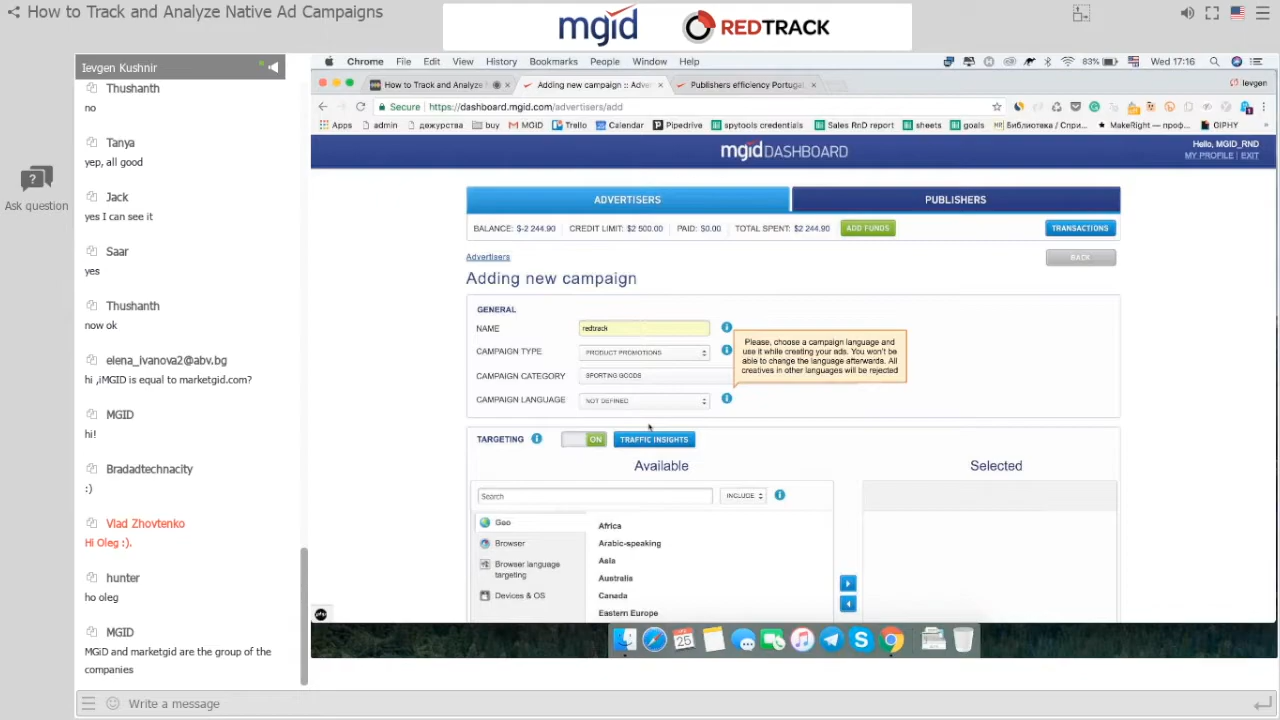 How to Track and Analyze Native Ad Campaigns
mgid REDTRACK
Ievgen Kushnir
Thushanth
no
Tanya
yep, all good
Jack
yes I can see it
Saar
yes
Thushanth
now ok
elena_ivanova2@abv.bg
hi ,iMGID is equal to marketgid.com?
MGID
hi!
Bradadtechnacity
:)
Vlad Zhovtenko
Hi Oleg :).
hunter
ho oleg
MGID
MGiD and marketgid are the group of the
companies
Write a message
?
Ask question
Chrome File Edit View History Bookmarks People Window Help
83% Wed 17:16
How to Track and Analyze
Adding new campaign :: Adver
Publishers efficiency Portugal
Ievgen
Secure https://dashboard.mgid.com/advertisers/add
Apps admin дежурства buy MGID Trello Calendar Pipedrive spytools credentials Sales RnD report sheets goals Библиотека / Спри... MakeRight — проф... GIPHY
mgid DASHBOARD
Hello, MGID_RND
MY PROFILE | EXIT
ADVERTISERS PUBLISHERS
BALANCE: $-2 244.90 CREDIT LIMIT: $2 500.00 PAID: $0.00 TOTAL SPENT: $2 244.90 ADD FUNDS TRANSACTIONS
Advertisers BACK
Adding new campaign
GENERAL
NAME redtrack
CAMPAIGN TYPE PRODUCT PROMOTIONS
CAMPAIGN CATEGORY SPORTING GOODS
CAMPAIGN LANGUAGE NOT DEFINED
Please, choose a campaign language and
use it while creating your ads. You won't be
able to change the language afterwards. All
creatives in other languages will be rejected
TARGETING ON TRAFFIC INSIGHTS
Available Selected
Search INCLUDE
Geo
Browser
Browser language
targeting
Devices & OS
Africa
Arabic-speaking
Asia
Australia
Canada
Eastern Europe
25